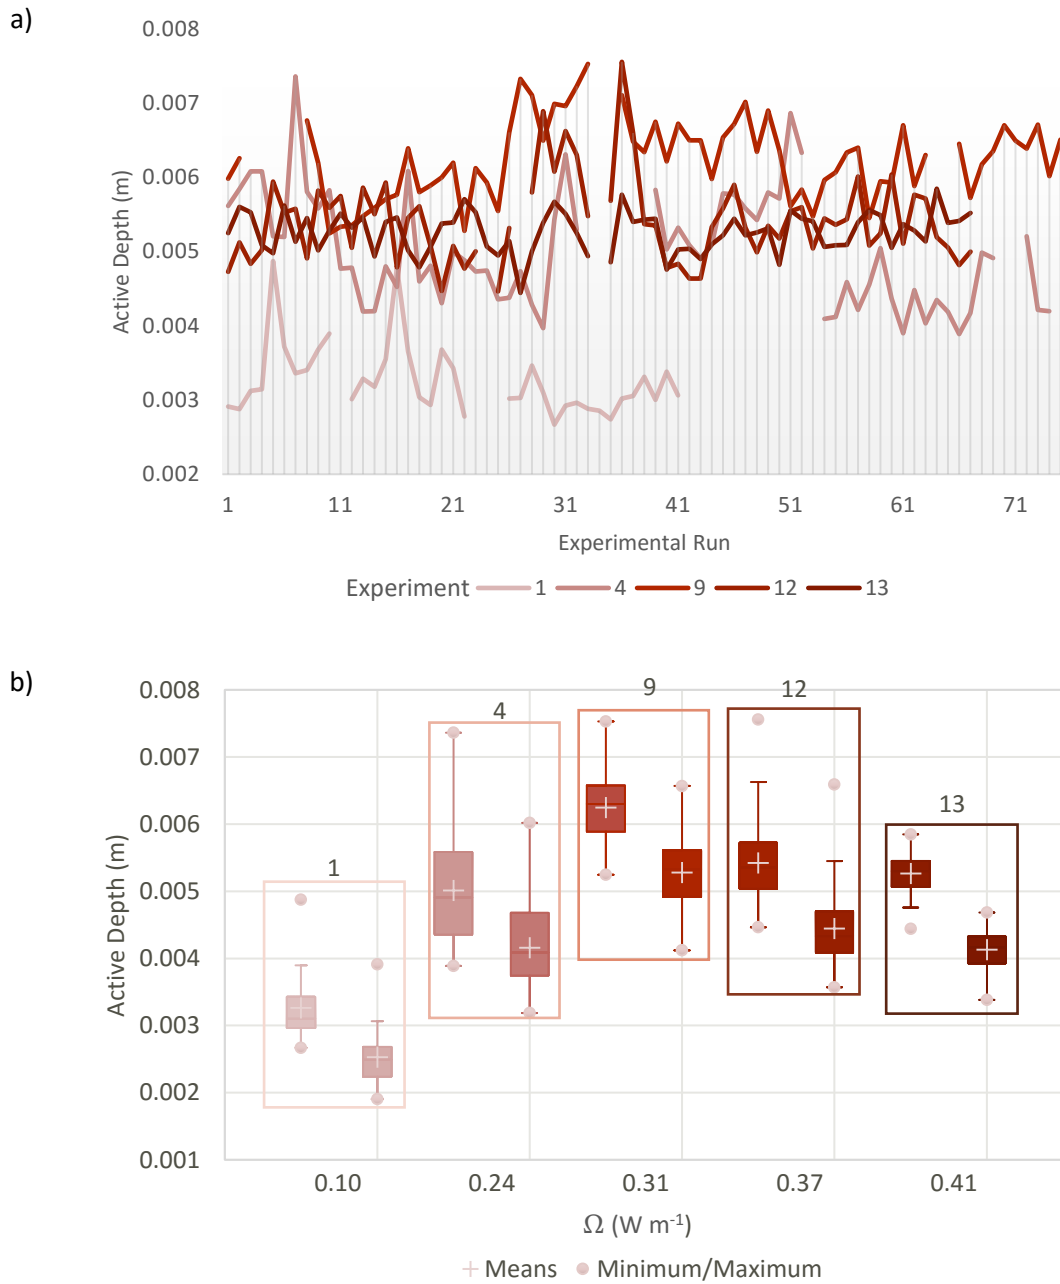 a)
0.008
0.007
0.006
0.005
0.004
0.003
0.002
Active Depth (m)
1 11 21 31 41 51 61 71
Experimental Run
Experiment 1 4 9 12 13
b)
0.008
0.007
0.006
0.005
0.004
0.003
0.002
0.001
Active Depth (m)
1
4
9
12
13
0.10 0.24 0.31 0.37 0.41
Ω (W m⁻¹)
Means Minimum/Maximum